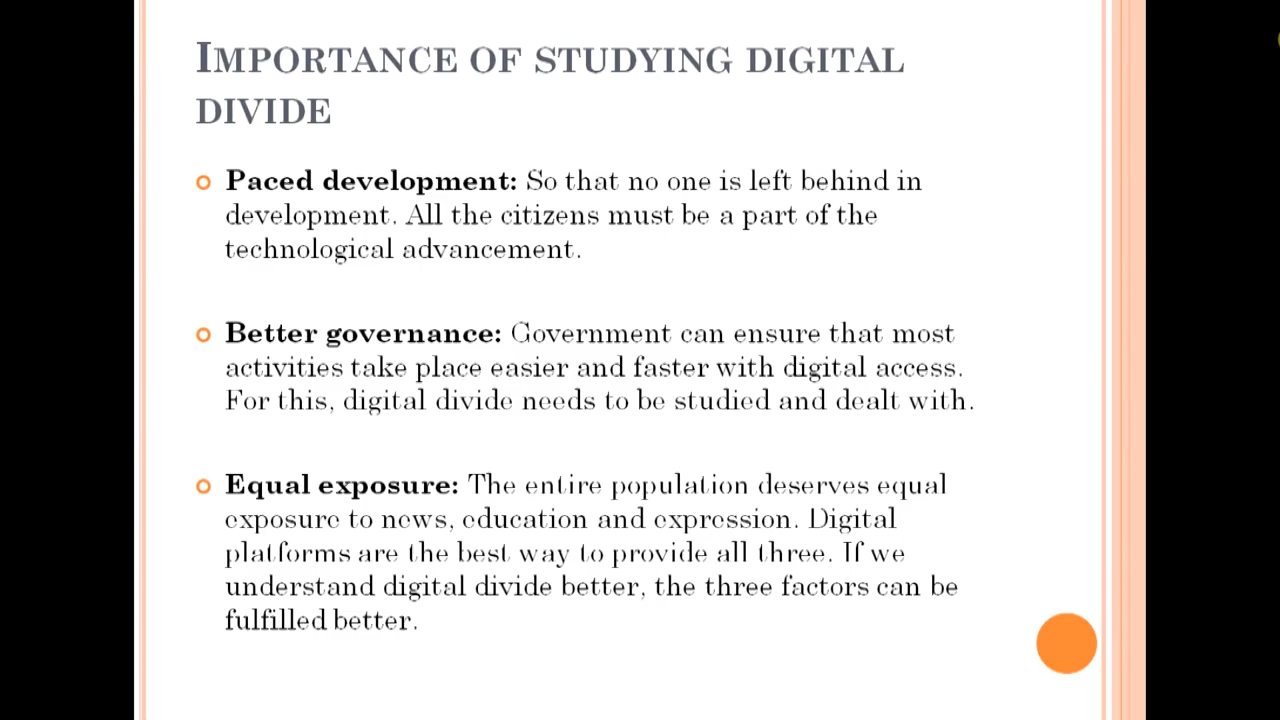 IMPORTANCE OF STUDYING DIGITAL
DIVIDE
Paced development: So that no one is left behind in
development. All the citizens must be a part of the
technological advancement.
Better governance: Government can ensure that most
activities take place easier and faster with digital access.
For this, digital divide needs to be studied and dealt with.
Equal exposure: The entire population deserves equal
exposure to news, education and expression. Digital
platforms are the best way to provide all three. If we
understand digital divide better, the three factors can be
fulfilled better.